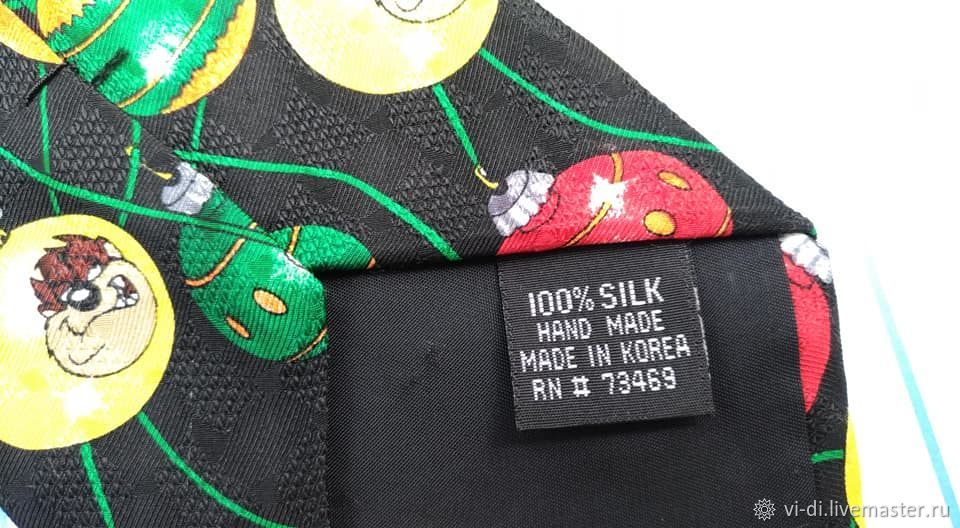 100% SILK
HAND MADE
MADE IN KOREA
RN # 73469
vi-di.livemaster.ru